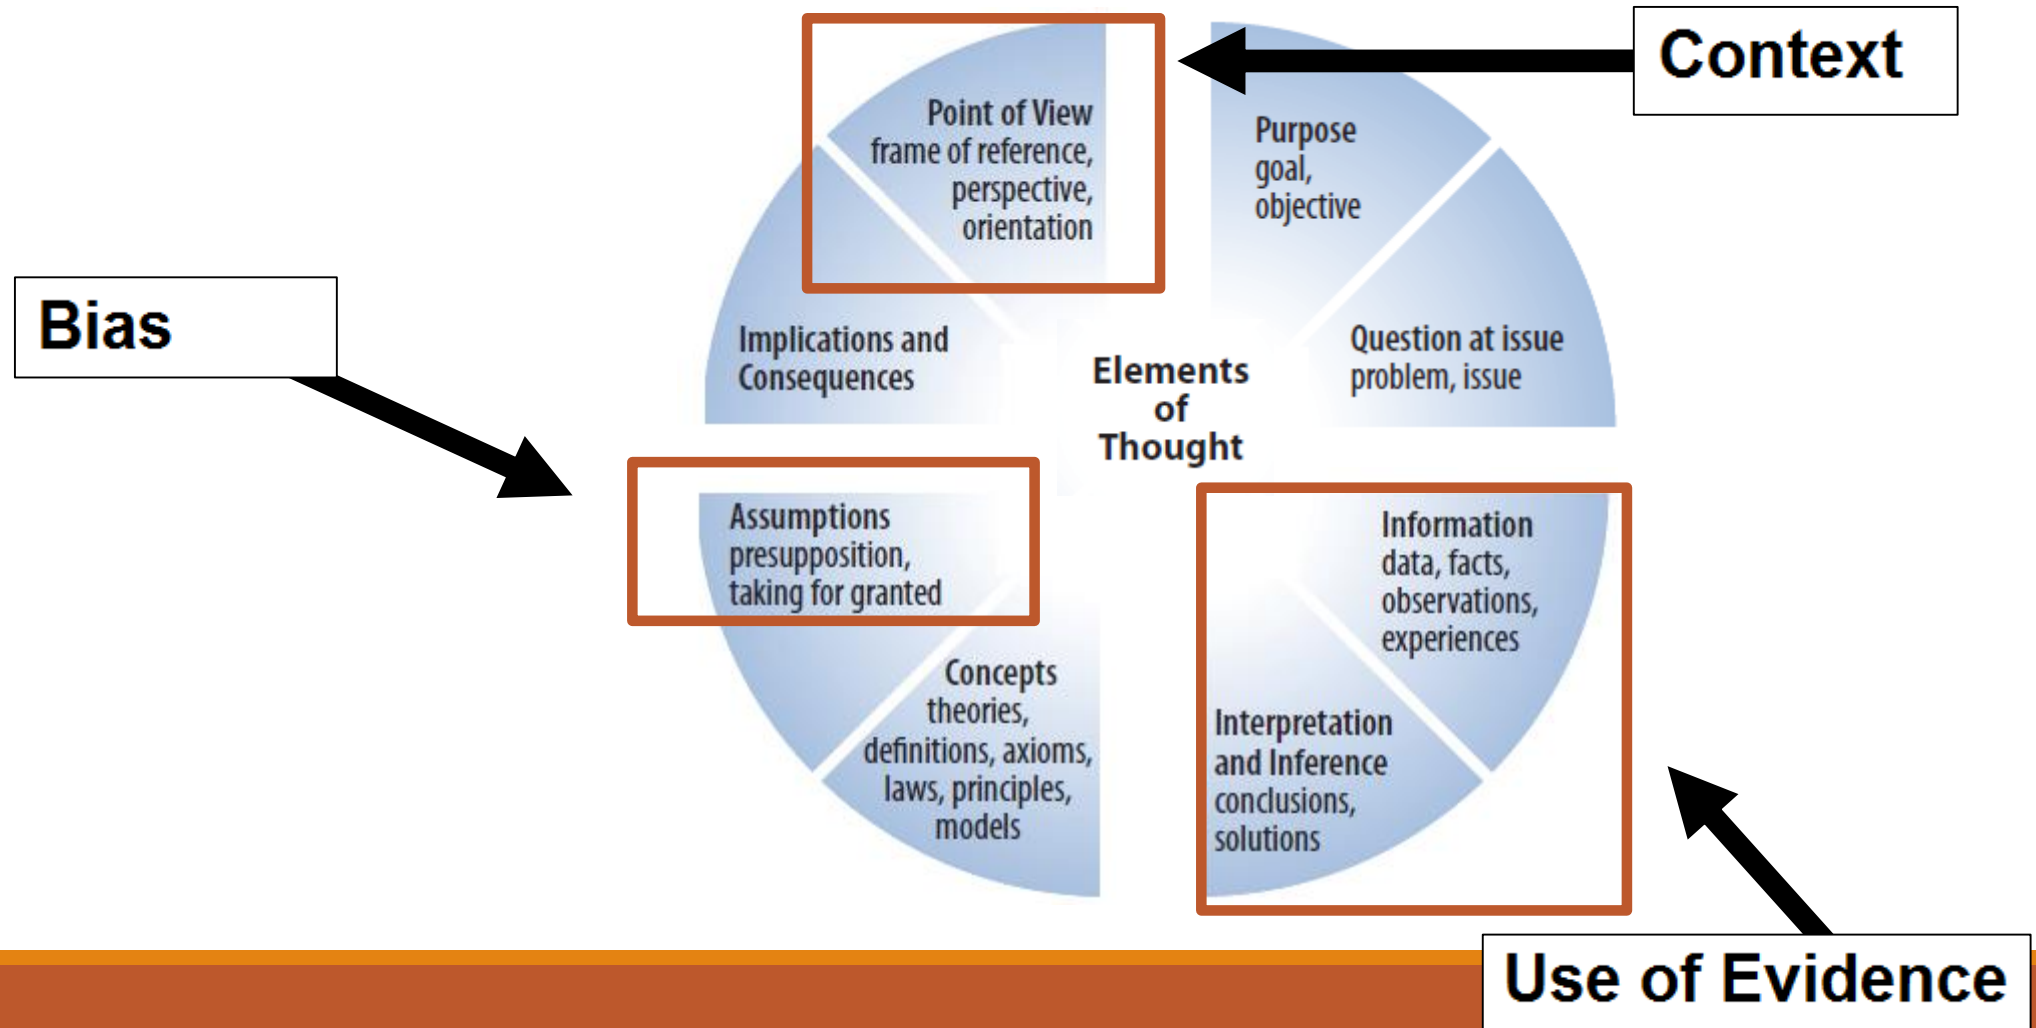 Context
Point of View
frame of reference,
perspective,
orientation
Purpose
goal,
objective
Bias
Implications and
Consequences
Elements
of
Thought
Question at issue
problem, issue
Assumptions
presupposition,
taking for granted
Information
data, facts,
observations,
experiences
Concepts
theories,
definitions, axioms,
laws, principles,
models
Interpretation
and Inference
conclusions,
solutions
Use of Evidence